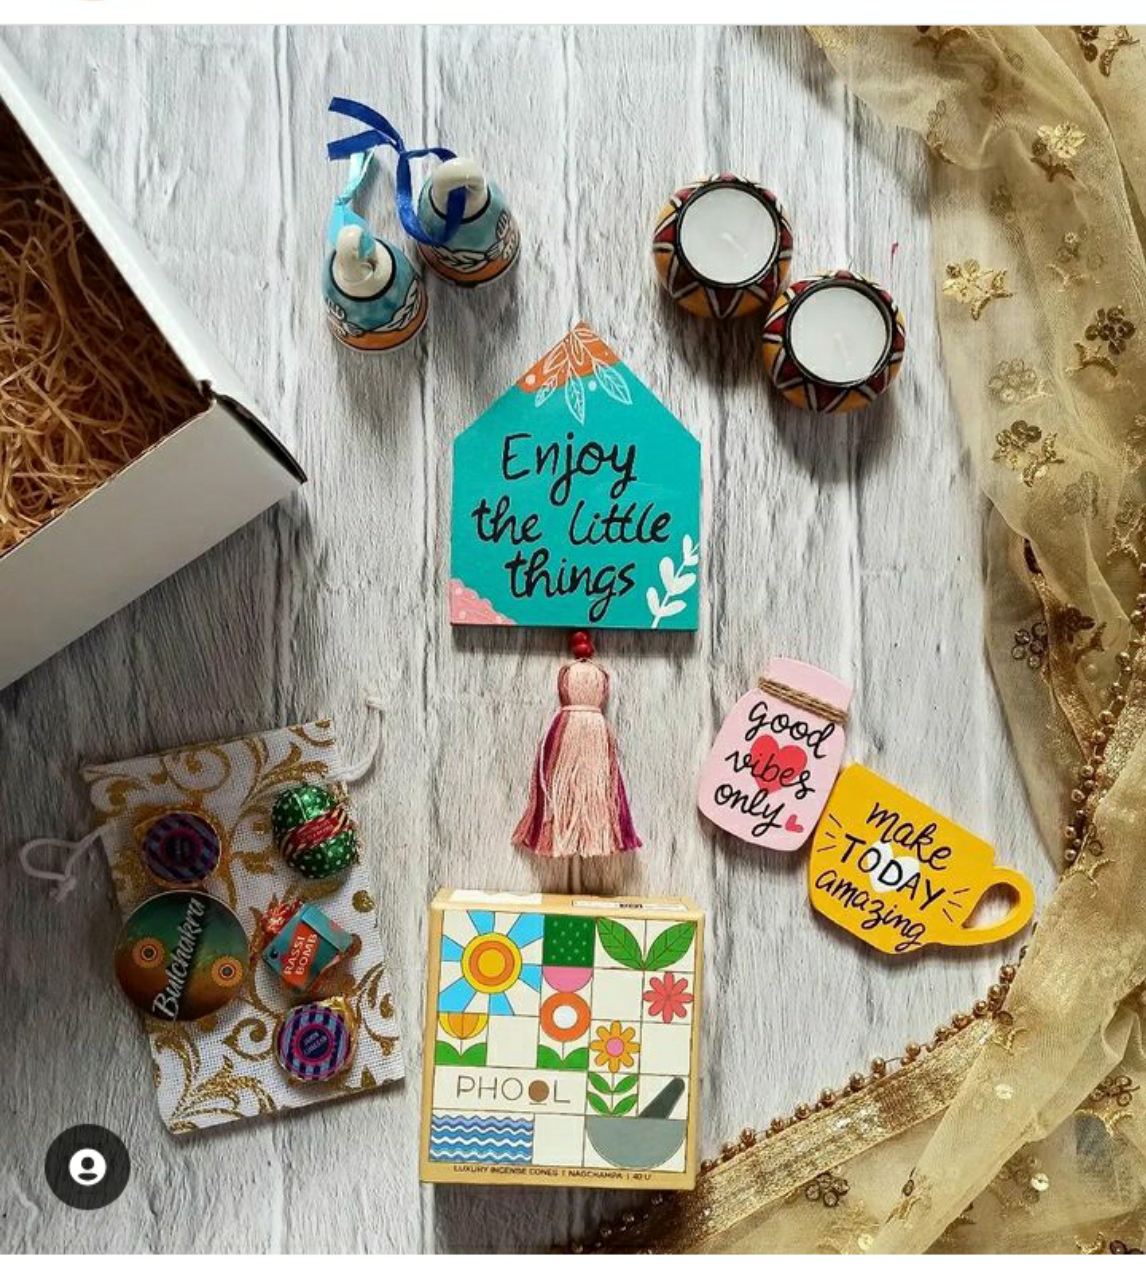 Enjoy
the little
things
good
vibes
only
make
TODAY
amazing
Bulchakra
RASSI
BOMB
PHOOL
LUXURY INCENSE CONES | NAGCHAMPA | 40 U